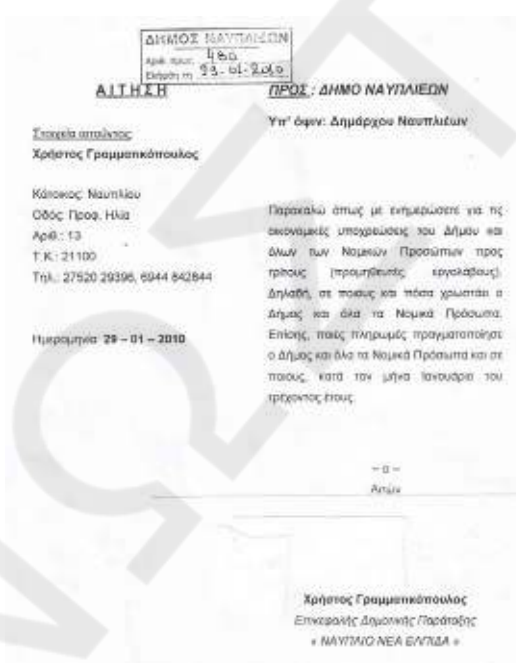 ΔΗΜΟΣ ΝΑΥΠΛΙΕΩΝ
Αριθ. Πρωτ. 480
29-01-2010
ΑΙΤΗΣΗ
Στοιχεία αιτούντος
Χρήστος Γραμματικόπουλος
Κάτοικος: Ναυπλίου
Οδός: Προφ. Ηλία
Αριθ.: 13
Τ.Κ.: 21100
Τηλ.: 27520 29396, 6944 842844
Ημερομηνία: 29 – 01 – 2010
ΠΡΟΣ : ΔΗΜΟ ΝΑΥΠΛΙΕΩΝ
Υπ' όψιν: Δημάρχου Ναυπλιέων
Παρακαλώ όπως με ενημερώσετε για τις
οικονομικές υποχρεώσεις του Δήμου και
όλων των Νομικών Προσώπων προς
τρίτους (προμηθευτές εργολάβους).
Δηλαδή, σε ποιους και πόσα χρωστάει ο
Δήμος και όλα τα Νομικά Πρόσωπα.
Επίσης, ποιες πληρωμές πραγματοποίησε
ο Δήμος και όλα τα Νομικά Πρόσωπα και σε
ποιους, κατά τον μήνα Ιανουάριο του
τρέχοντος έτους.
– ο –
Αιτών
Χρήστος Γραμματικόπουλος
Επικεφαλής Δημοτικής Παράταξης
« ΝΑΥΠΛΙΟ ΝΕΑ ΕΛΠΙΔΑ »